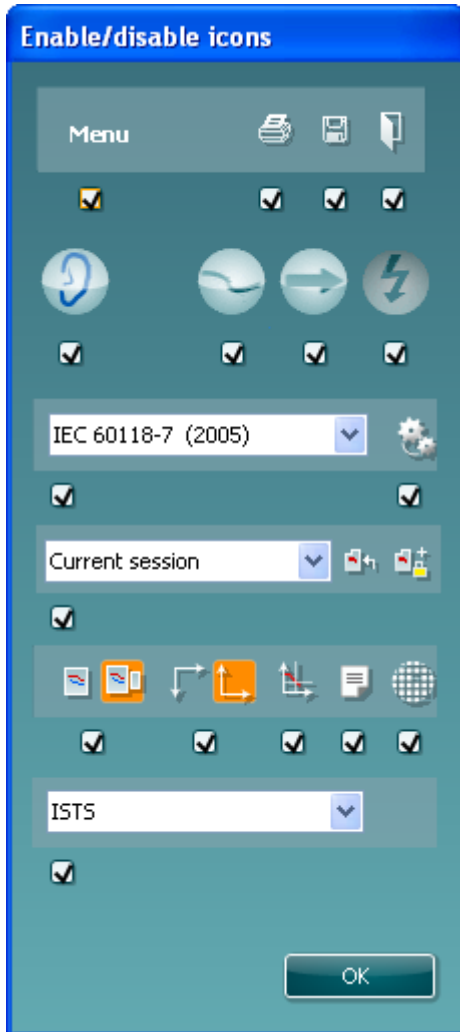 Enable/disable icons
Menu
IEC 60118-7 (2005)
Current session
ISTS
OK